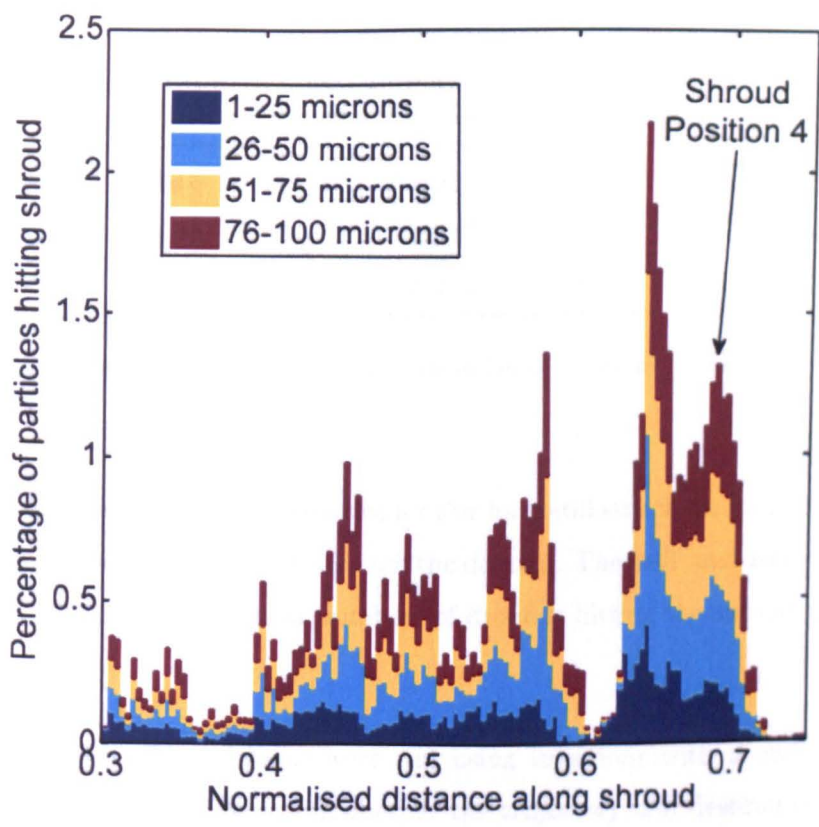 2.5
2
1.5
1
0.5
0
Percentage of particles hitting shroud
1-25 microns
26-50 microns
51-75 microns
76-100 microns
Shroud
Position 4
0.3 0.4 0.5 0.6 0.7
Normalised distance along shroud